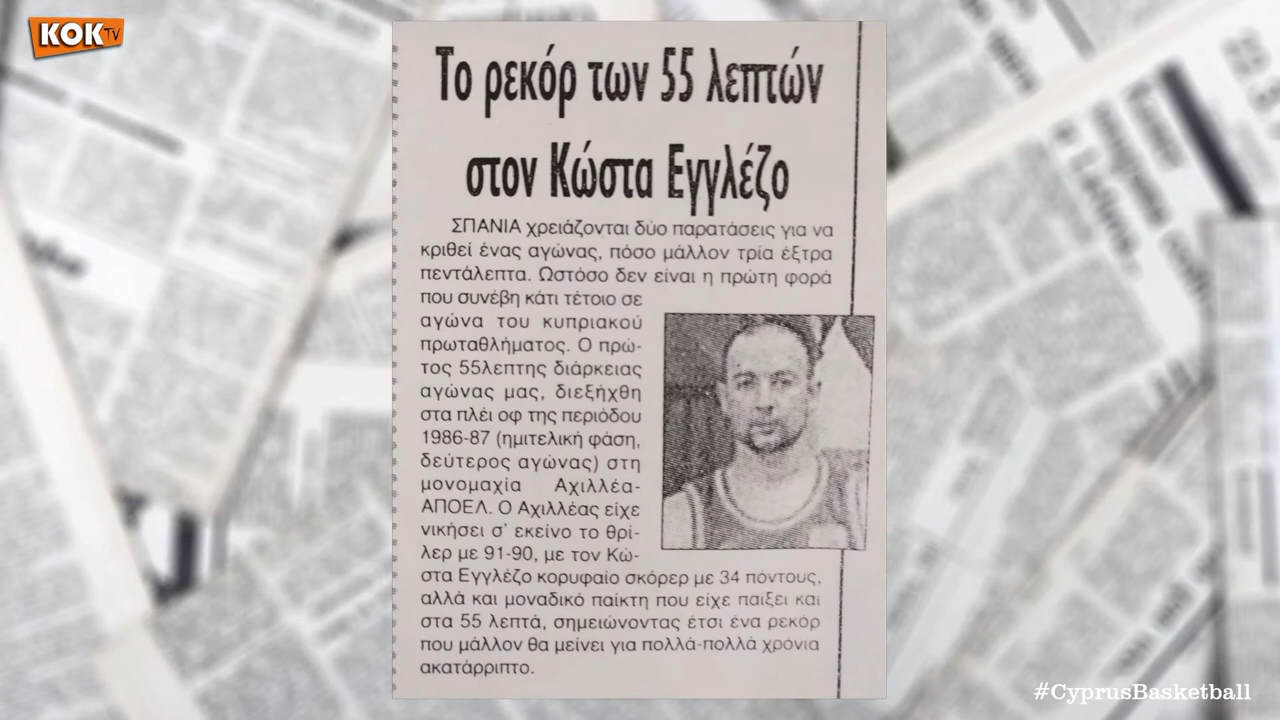 KOK TV
Το ρεκόρ των 55 λεπτών
στον Κώστα Εγγλέζο
ΣΠΑΝΙΑ χρειάζονται δύο παρατάσεις για να
κριθεί ένας αγώνας, πόσο μάλλον τρία έξτρα
πεντάλεπτα. Ωστόσο δεν είναι η πρώτη φορά
που συνέβη κάτι τέτοιο σε
αγώνα του κυπριακού
πρωταθλήματος. Ο πρώ-
τος 55λεπτης διάρκειας
αγώνας μας, διεξήχθη
στα πλέι οφ της περιόδου
1986-87 (ημιτελική φάση,
δεύτερος αγώνας) στη
μονομαχία Αχιλλέα-
ΑΠΟΕΛ. Ο Αχιλλέας είχε
νικήσει σ' εκείνο το θρί-
λερ με 91-90, με τον Κώ-
στα Εγγλέζο κορυφαίο σκόρερ με 34 πόντους,
αλλά και μοναδικό παίκτη που είχε παίξει και
στα 55 λεπτά, σημειώνοντας έτσι ένα ρεκόρ
που μάλλον θα μείνει για πολλά-πολλά χρόνια
ακατάρριπτο.
#CyprusBasketball